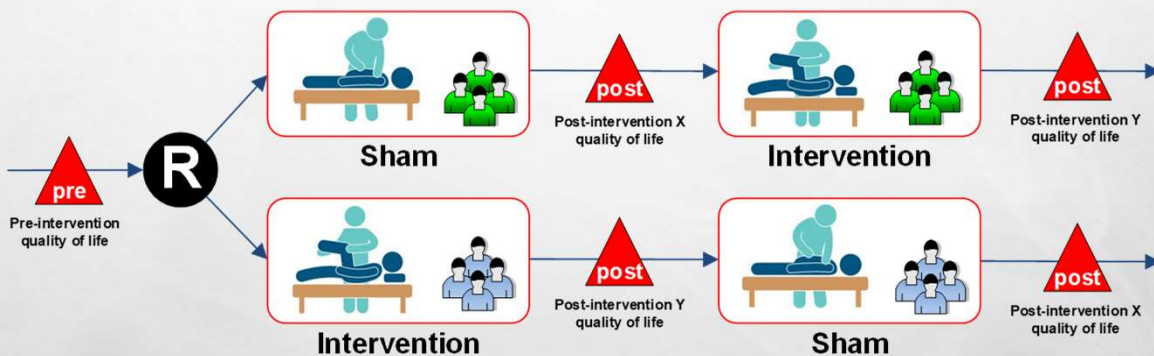 pre
Pre-intervention
quality of life
R
Sham
post
Post-intervention X
quality of life
Intervention
post
Post-intervention Y
quality of life
Intervention
post
Post-intervention Y
quality of life
Sham
post
Post-intervention X
quality of life